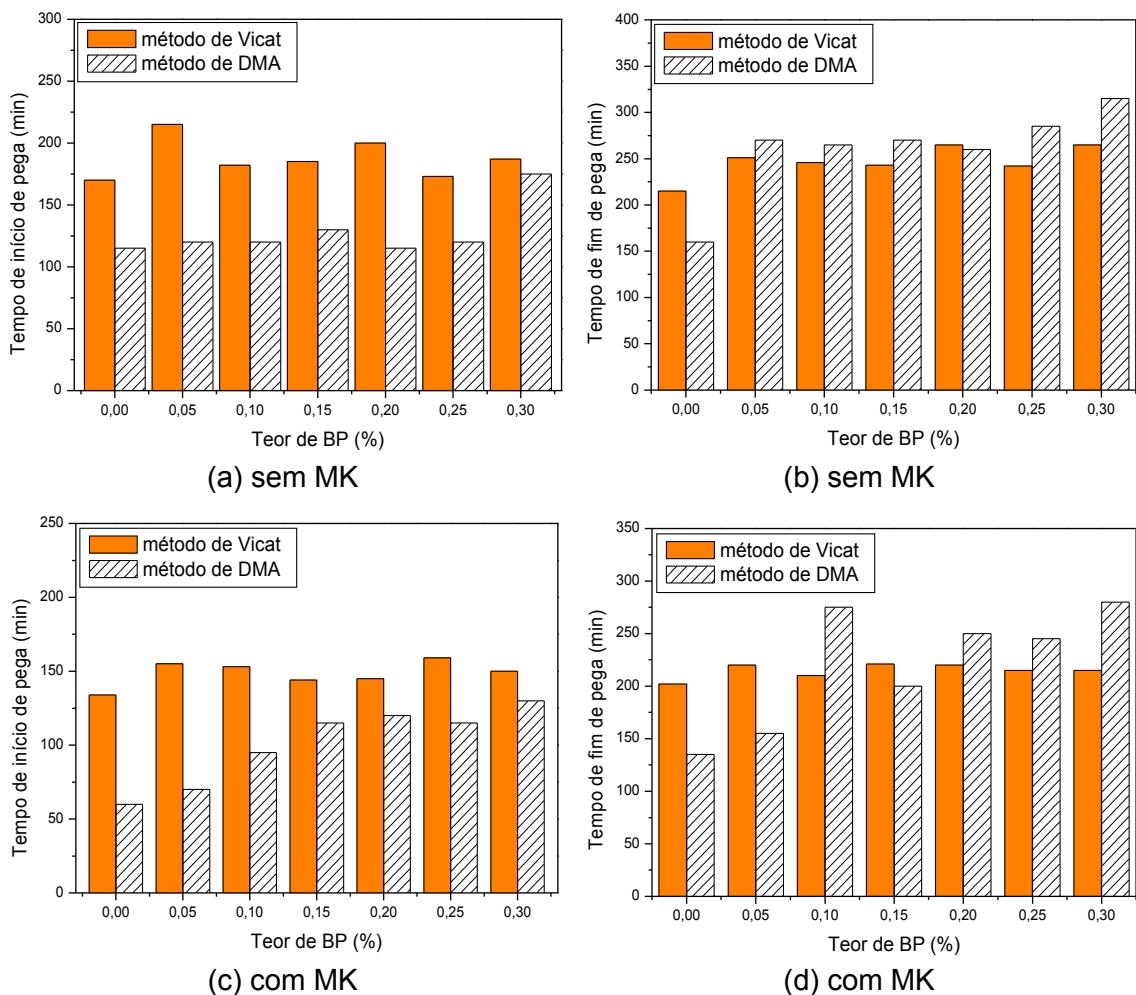 300
250
200
150
100
50
0
Tempo de início de pega (min)
método de Vicat
método de DMA
0,00 0,05 0,10 0,15 0,20 0,25 0,30
Teor de BP (%)
(a) sem MK
400
350
300
250
200
150
100
50
0
Tempo de fim de pega (min)
método de Vicat
método de DMA
0,00 0,05 0,10 0,15 0,20 0,25 0,30
Teor de BP (%)
(b) sem MK
250
200
150
100
50
0
Tempo de início de pega (min)
método de Vicat
método de DMA
0,00 0,05 0,10 0,15 0,20 0,25 0,30
Teor de BP (%)
(c) com MK
350
300
250
200
150
100
50
0
Tempo de fim de pega (min)
método de Vicat
método de DMA
0,00 0,05 0,10 0,15 0,20 0,25 0,30
Teor de BP (%)
(d) com MK